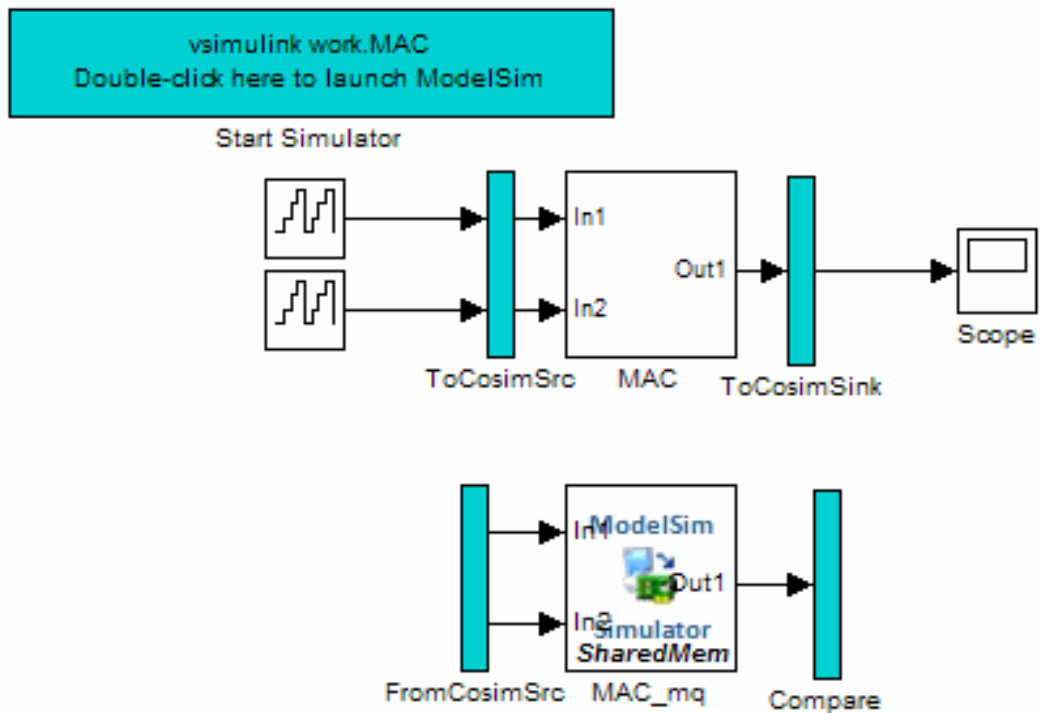 vsimulink work.MAC
Double-click here to launch ModelSim
Start Simulator
In1
Out1
In2
Scope
ToCosimSrc
MAC
ToCosimSink
In1
ModelSim
Out1
In2
Simulator
SharedMem
FromCosimSrc
MAC_mq
Compare